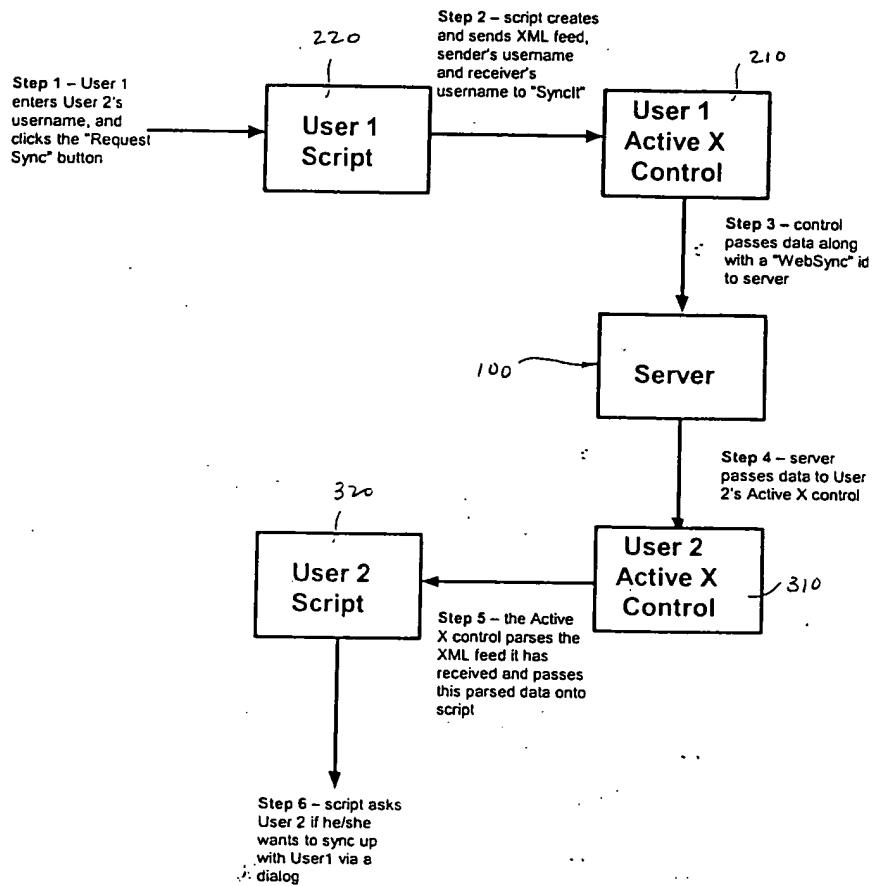 Step 1 – User 1
enters User 2's
username, and
clicks the "Request
Sync" button
220
User 1
Script
Step 2 – script creates
and sends XML feed,
sender's username
and receiver's
username to "SyncIt"
210
User 1
Active X
Control
Step 3 – control
passes data along
with a "WebSync" id
to server
100
Server
Step 4 – server
passes data to User
2's Active X control
320
User 2
Script
User 2
Active X
Control
310
Step 5 – the Active
X control parses the
XML feed it has
received and passes
this parsed data onto
script
Step 6 – script asks
User 2 if he/she
wants to sync up
with User1 via a
dialog